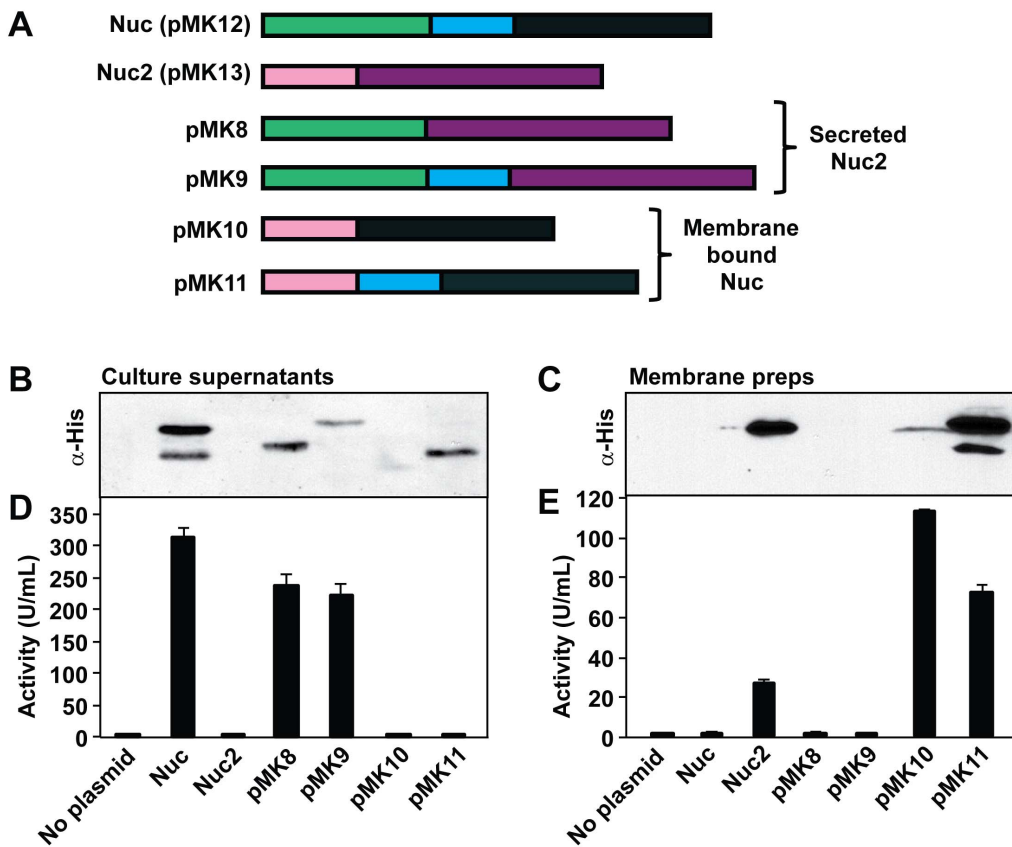 A
Nuc (pMK12)
Nuc2 (pMK13)
pMK8
pMK9
pMK10
pMK11
Secreted
Nuc2
Membrane
bound
Nuc
B
Culture supernatants
α-His
C
Membrane preps
α-His
D
Activity (U/mL)
350
300
250
200
150
100
50
0
No plasmid
Nuc
Nuc2
pMK8
pMK9
pMK10
pMK11
E
Activity (U/mL)
120
100
80
60
40
20
0
No plasmid
Nuc
Nuc2
pMK8
pMK9
pMK10
pMK11